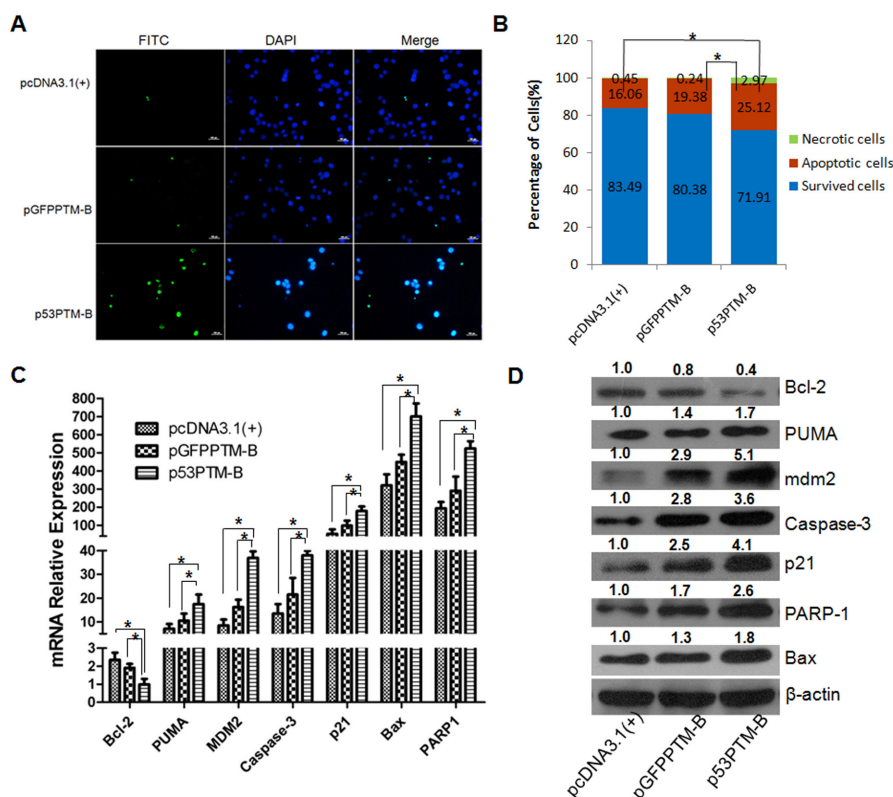 A
FITC DAPI Merge
pcDNA3.1(+)
pGFPPTM-B
p53PTM-B
B
Percentage of Cells(%)
120
100
80
60
40
20
0
* *
0.45 0.24 2.97
16.06 19.38 25.12
83.49 80.38 71.91
Necrotic cells
Apoptotic cells
Survived cells
pcDNA3.1(+) pGFPPTM-B p53PTM-B
C
mRNA Relative Expression
800
700
600
500
400
300
200
100
40
30
20
10
3
2
1
0
pcDNA3.1(+)
pGFPPTM-B
p53PTM-B
* * * * * * * * * * * * * *
Bcl-2 PUMA MDM2 Caspase-3 p21 Bax PARP1
D
1.0 0.8 0.4
Bcl-2
1.0 1.4 1.7
PUMA
1.0 2.9 5.1
mdm2
1.0 2.8 3.6
Caspase-3
1.0 2.5 4.1
p21
1.0 1.7 2.6
PARP-1
1.0 1.3 1.8
Bax
β-actin
pcDNA3.1(+) pGFPPTM-B p53PTM-B